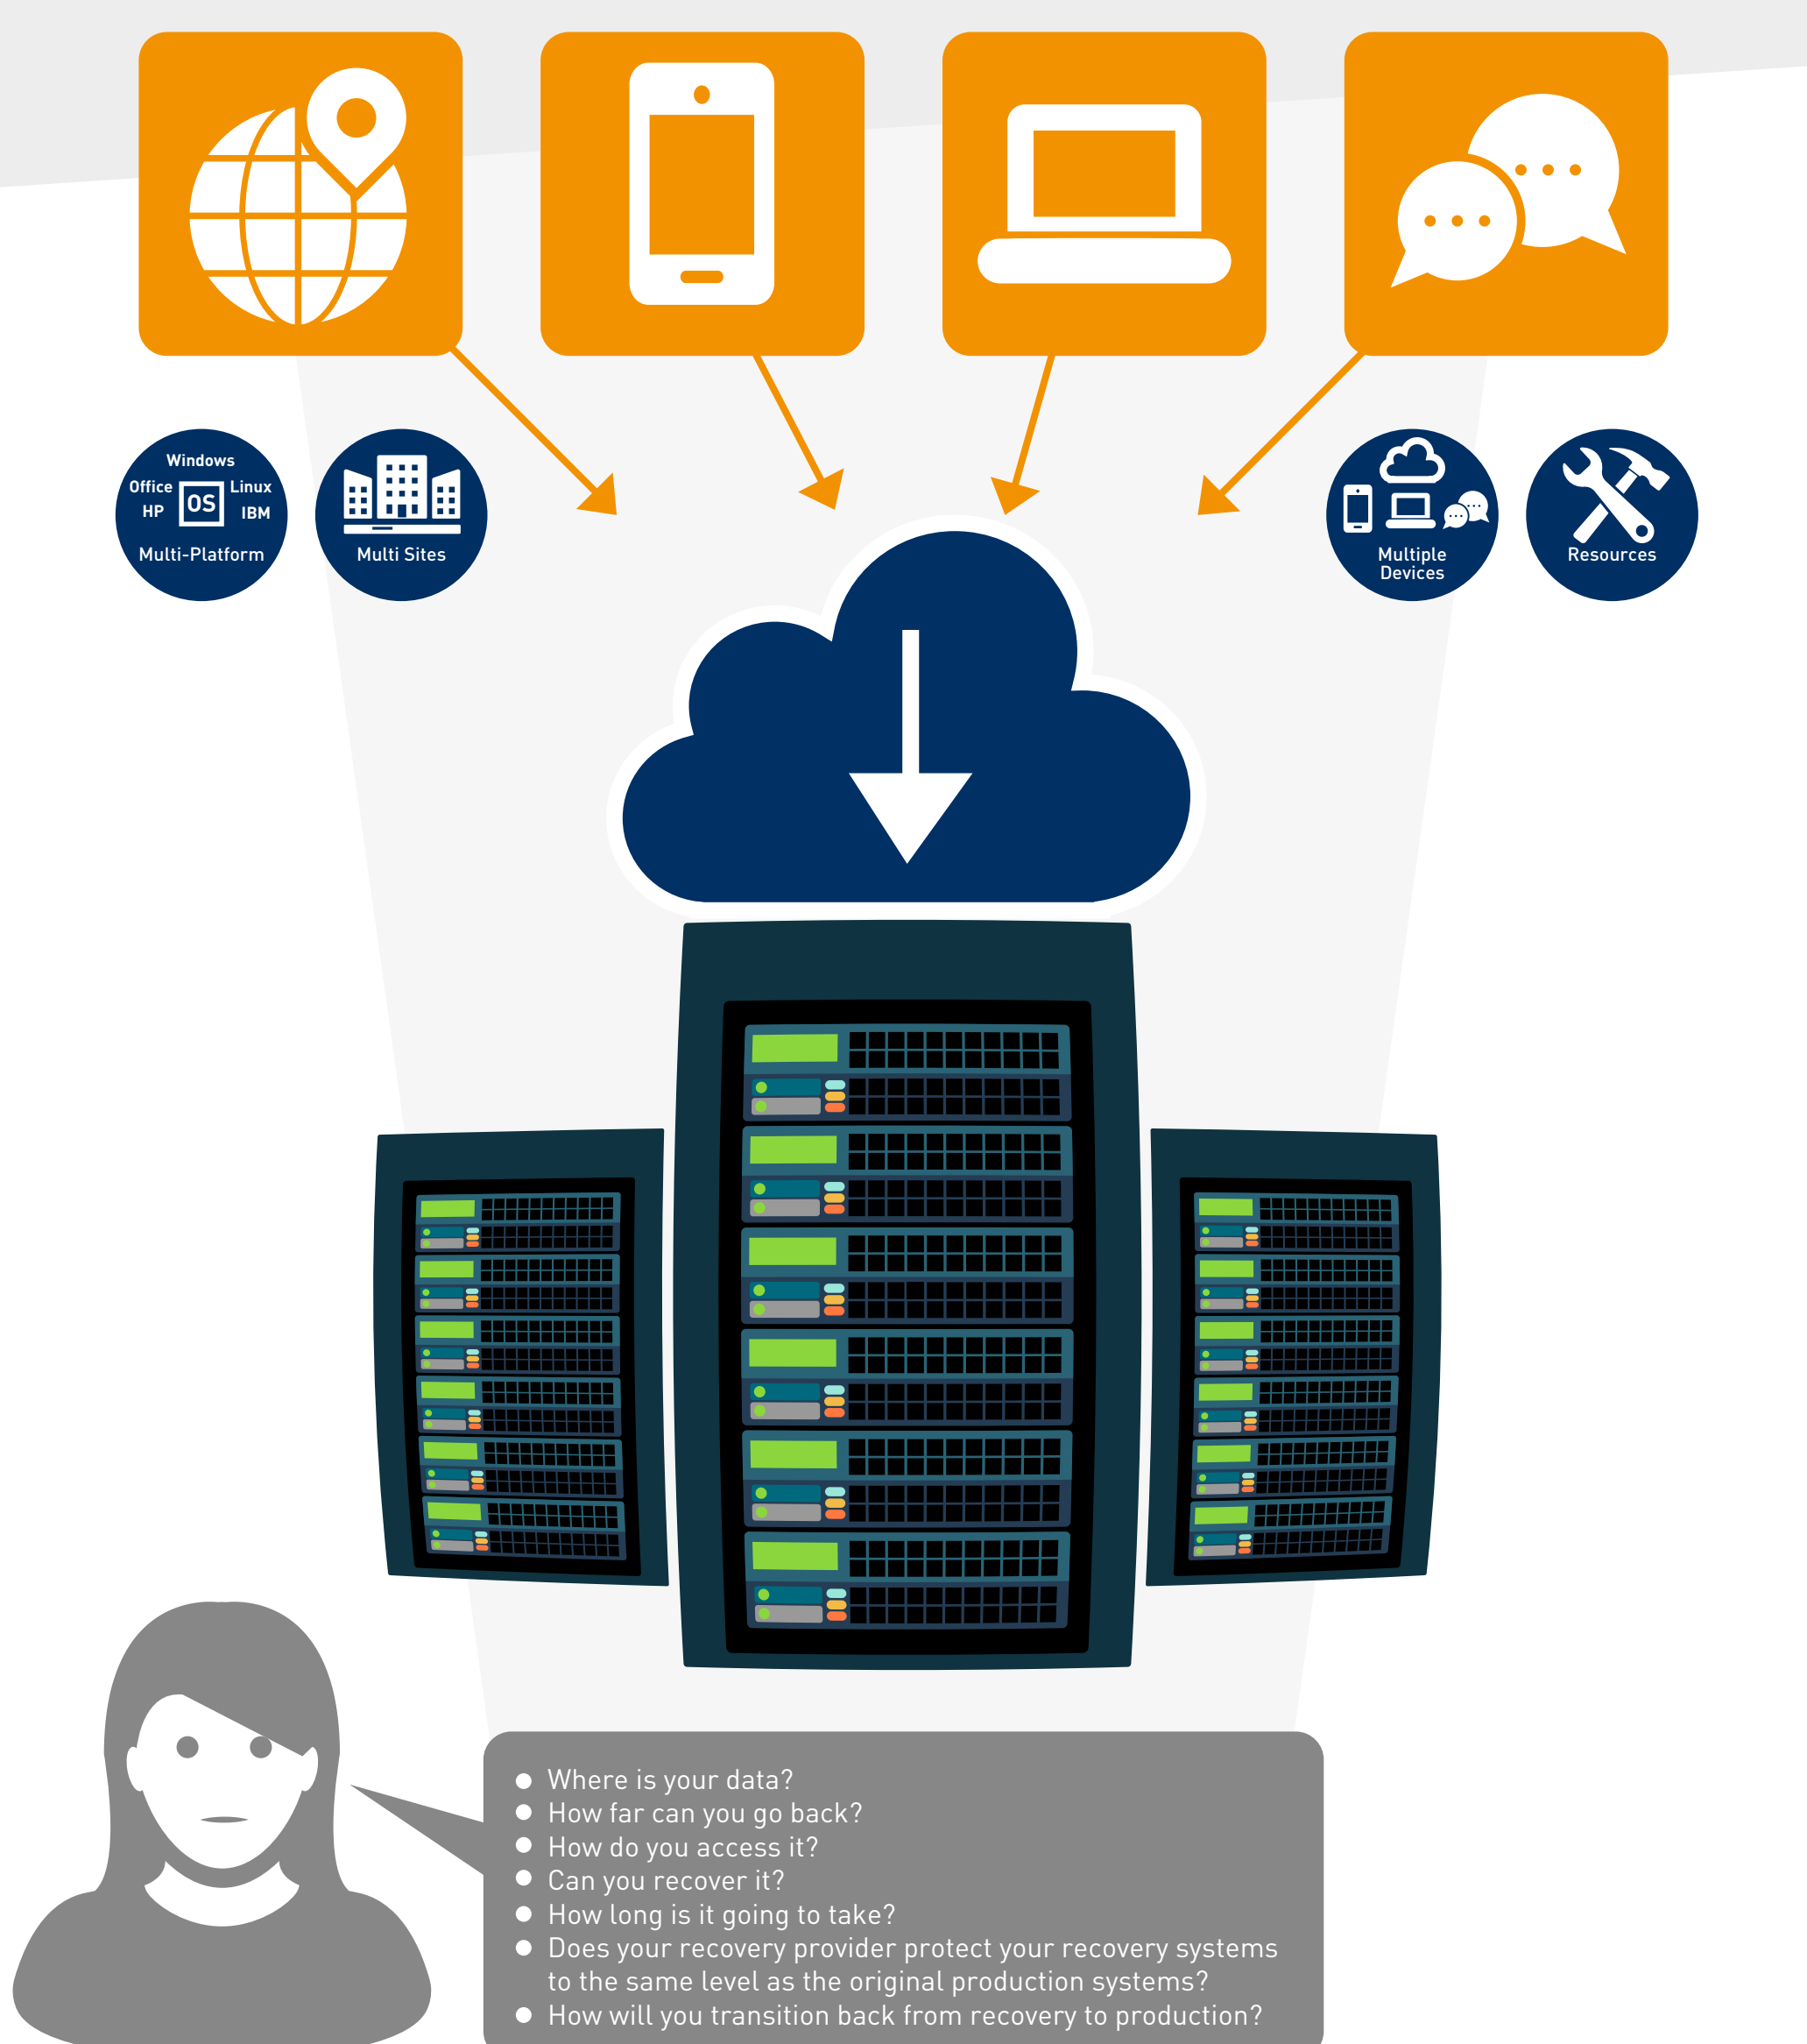 Windows
Office
OS
Linux
HP
IBM
Multi-Platform
Multi Sites
Multiple
Devices
Resources
Where is your data?
How far can you go back?
How do you access it?
Can you recover it?
How long is it going to take?
Does your recovery provider protect your recovery systems
to the same level as the original production systems?
How will you transition back from recovery to production?